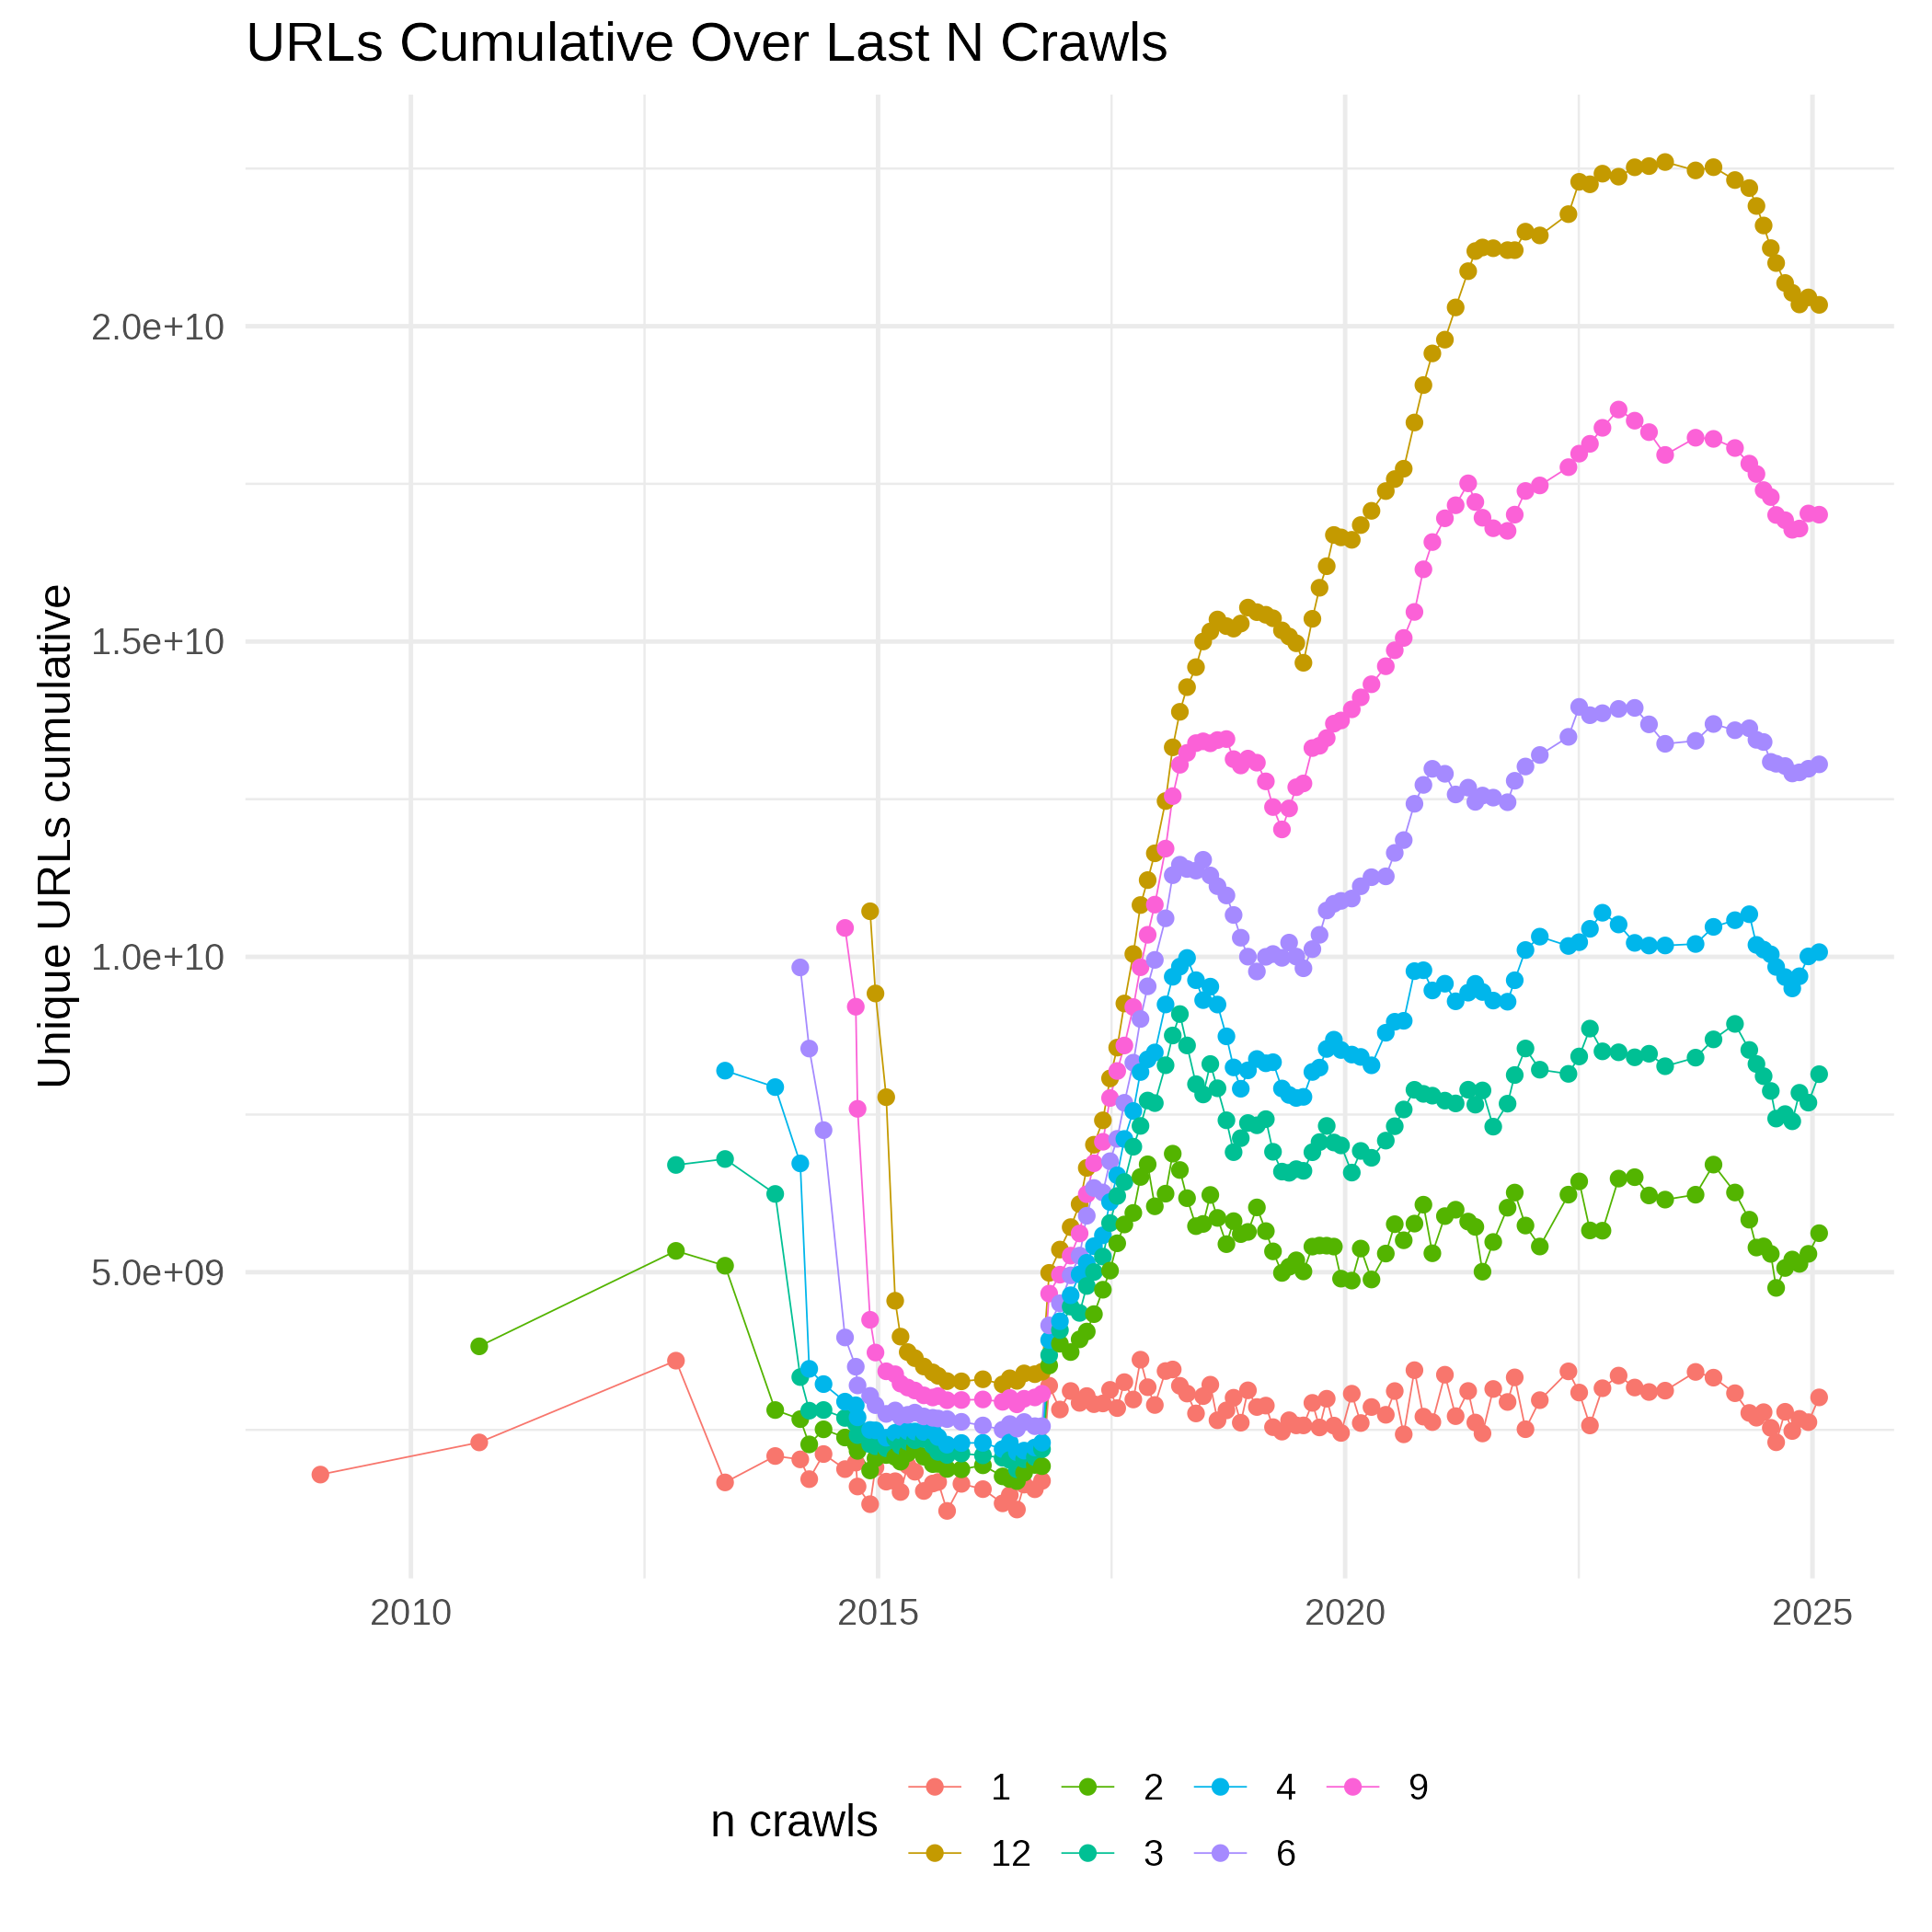 URLs Cumulative Over Last N Crawls
Unique URLs cumulative
2.0e+10
1.5e+10
1.0e+10
5.0e+09
2010 2015 2020 2025
n crawls
1 2 4 9
12 3 6